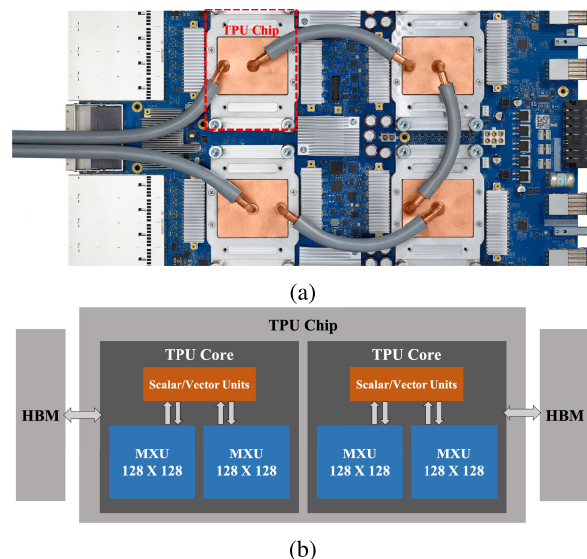 TPU Chip
(a)
TPU Chip
TPU Core
TPU Core
Scalar/Vector Units
Scalar/Vector Units
HBM
HBM
MXU
128 X 128
MXU
128 X 128
MXU
128 X 128
MXU
128 X 128
(b)